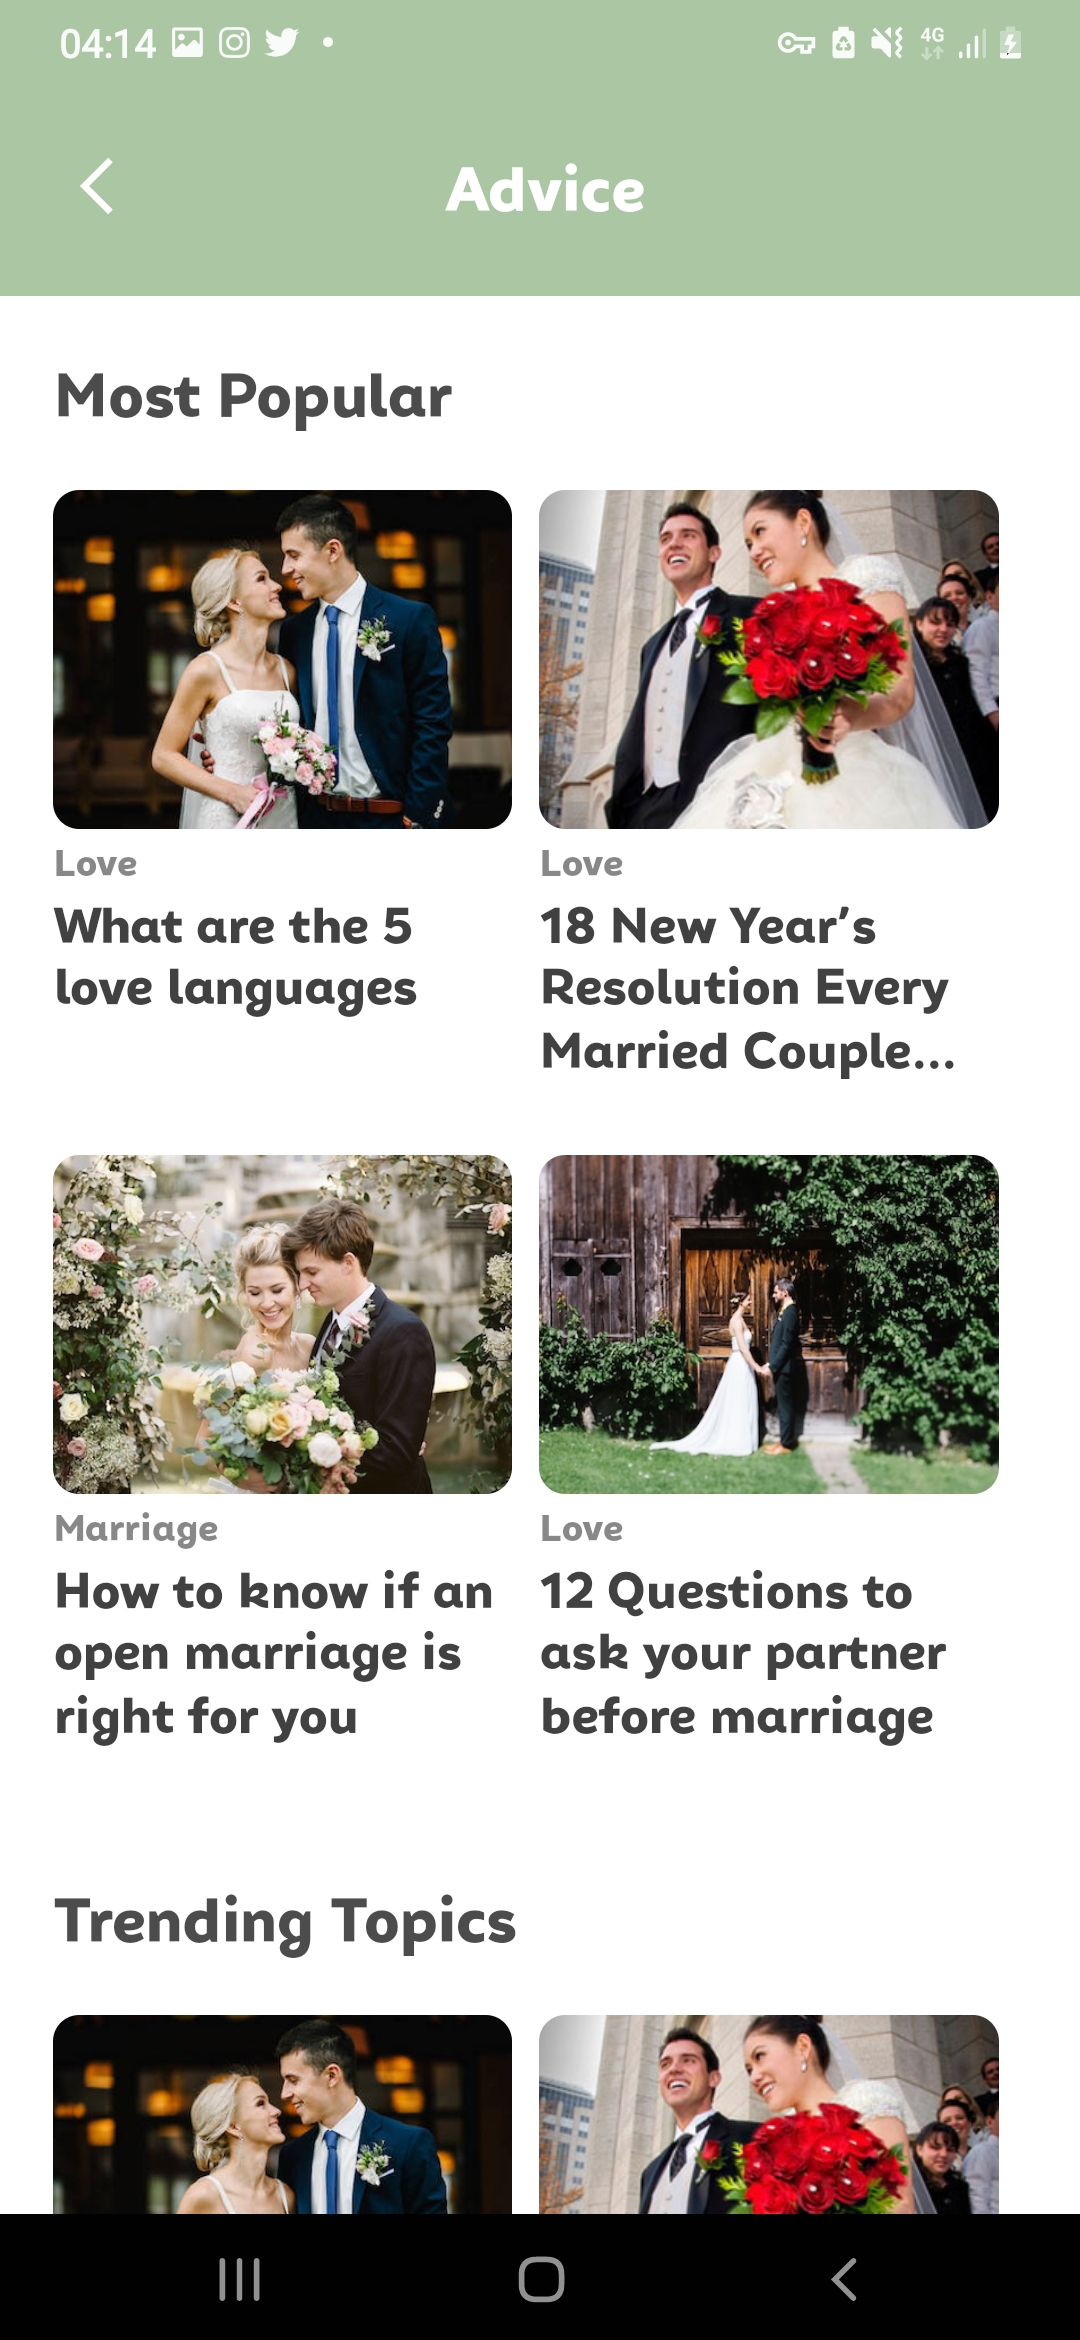 04:14
4G
Advice
Most Popular
Love
What are the 5
love languages
Love
18 New Year’s
Resolution Every
Married Couple...
Marriage
How to know if an
open marriage is
right for you
Love
12 Questions to
ask your partner
before marriage
Trending Topics